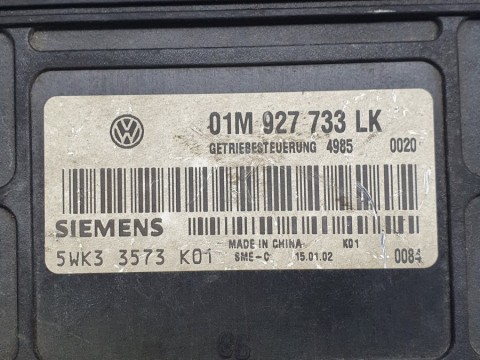 01M 927 733 LK
GETRIEBESTEUERUNG 4985 0020
SIEMENS
MADE IN CHINA K01
5WK3 3573 K01 SME-C 15.01.02 0084